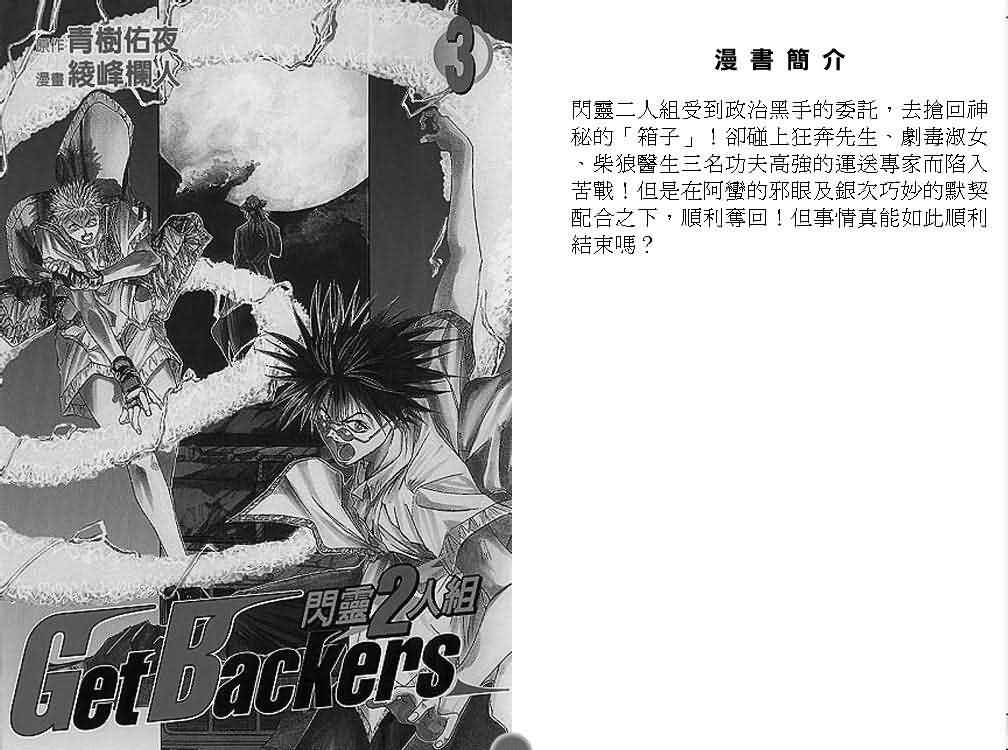 原作 青樹佑夜
漫畫 綾峰欄人
3
閃靈2人組
Get Backers
漫書簡介
閃靈二人組受到政治黑手的委託，去搶回神
秘的「箱子」！卻碰上狂奔先生、劇毒淑女
、柴狼醫生三名功夫高強的運送專家而陷入
苦戰！但是在阿蠻的邪眼及銀次巧妙的默契
配合之下，順利奪回！但事情真能如此順利
結束嗎？